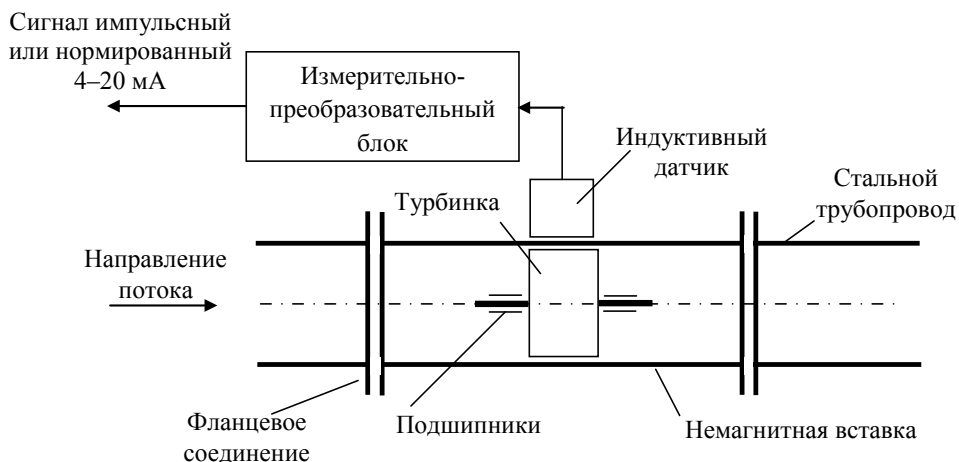 Сигнал импульсный
или нормированный
4–20 мА
Измерительно-
преобразовательный
блок
Индуктивный
датчик
Стальной
трубопровод
Турбинка
Направление
потока
Фланцевое
соединение
Подшипники
Немагнитная вставка